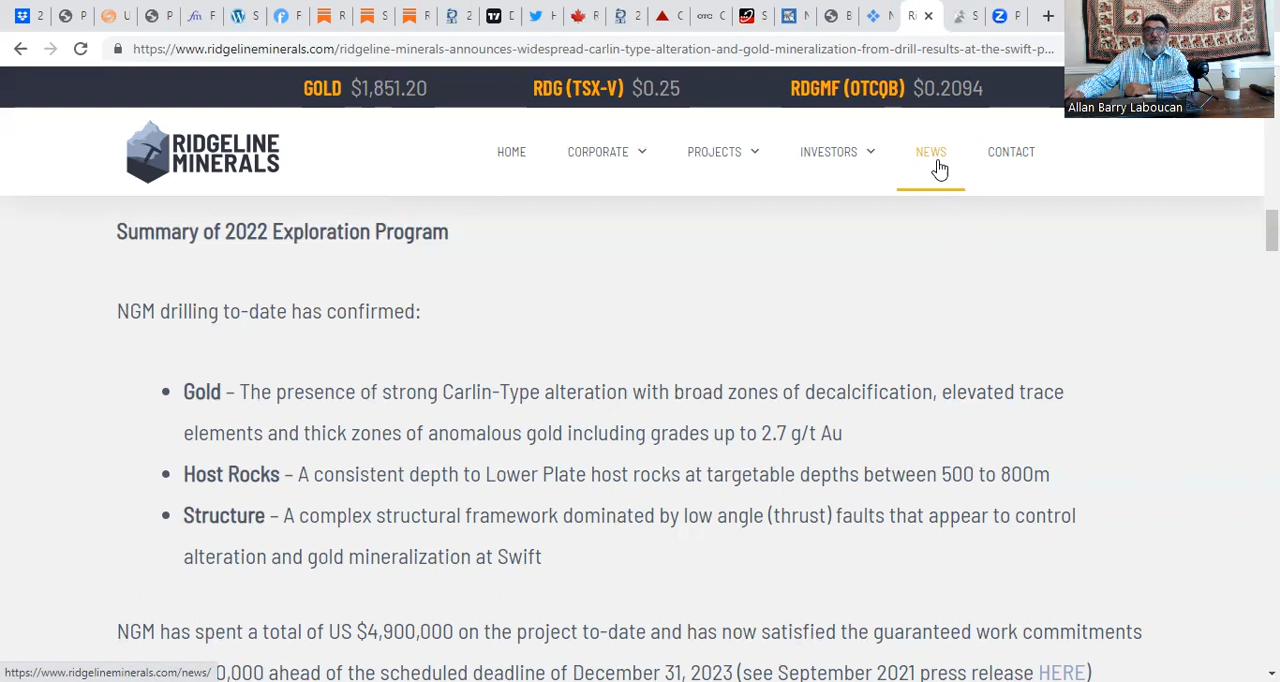 2 P U P F S F R S R 2 D H R 2 C C S N B N R S P
https://www.ridgelineminerals.com/ridgeline-minerals-announces-widespread-carlin-type-alteration-and-gold-mineralization-from-drill-results-at-the-swift-p...
Allan Barry Laboucan
GOLD $1,851.20 RDG (TSX-V) $0.25 RDGMF (OTCQB) $0.2094
RIDGELINE
MINERALS
HOME CORPORATE PROJECTS INVESTORS NEWS CONTACT
Summary of 2022 Exploration Program
NGM drilling to-date has confirmed:
• Gold – The presence of strong Carlin-Type alteration with broad zones of decalcification, elevated trace
elements and thick zones of anomalous gold including grades up to 2.7 g/t Au
• Host Rocks – A consistent depth to Lower Plate host rocks at targetable depths between 500 to 800m
• Structure – A complex structural framework dominated by low angle (thrust) faults that appear to control
alteration and gold mineralization at Swift
NGM has spent a total of US $4,900,000 on the project to-date and has now satisfied the guaranteed work commitments
0,000 ahead of the scheduled deadline of December 31, 2023 (see September 2021 press release HERE)
https://www.ridgelineminerals.com/news/